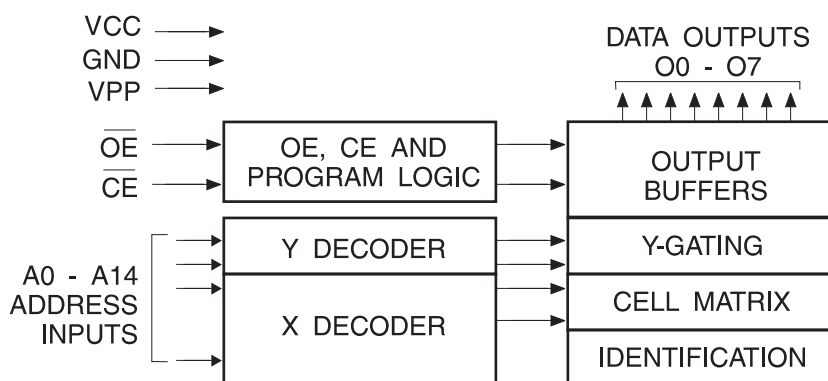 VCC
GND
VPP
OE
CE
A0 - A14
ADDRESS
INPUTS
OE, CE AND
PROGRAM LOGIC
Y DECODER
X DECODER
DATA OUTPUTS
O0 - O7
OUTPUT
BUFFERS
Y-GATING
CELL MATRIX
IDENTIFICATION